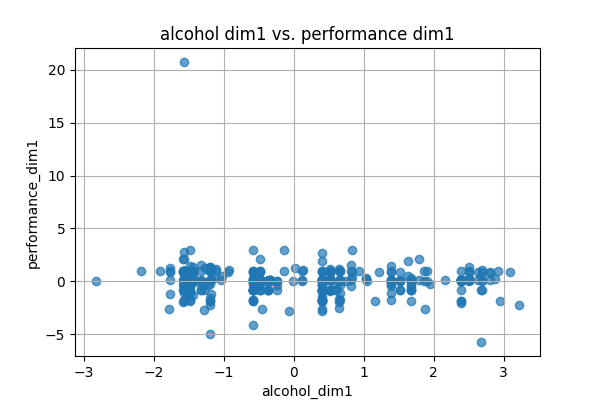 alcohol dim1 vs. performance dim1
20
15
10
5
0
−5
performance_dim1
−3 −2 −1 0 1 2 3
alcohol_dim1